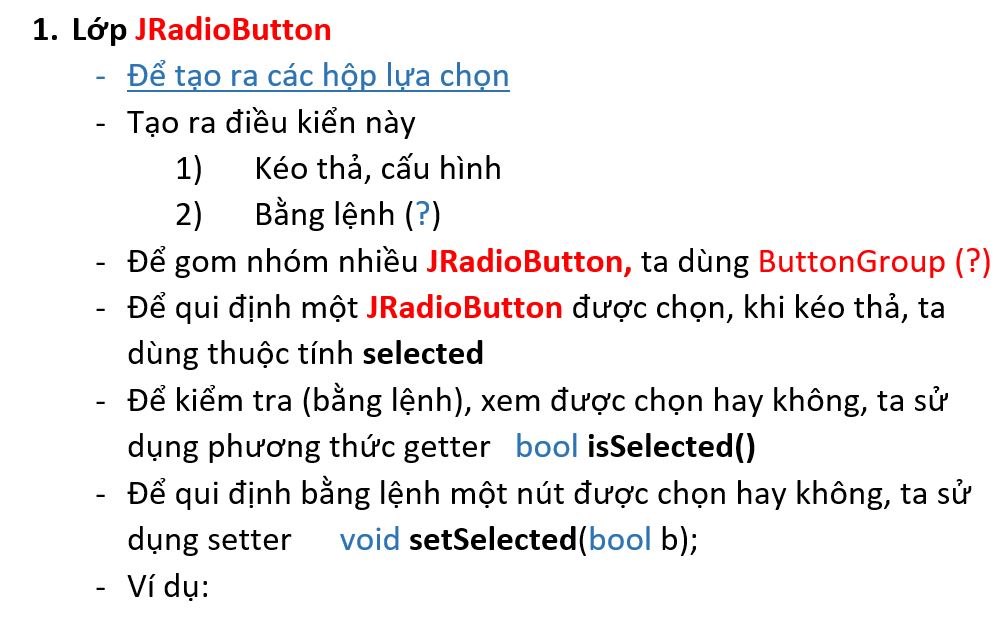 1. Lớp JRadioButton
- Để tạo ra các hộp lựa chọn
- Tạo ra điều kiển này
1) Kéo thả, cấu hình
2) Bằng lệnh (?)
- Để gom nhóm nhiều JRadioButton, ta dùng ButtonGroup (?)
- Để qui định một JRadioButton được chọn, khi kéo thả, ta
dùng thuộc tính selected
- Để kiểm tra (bằng lệnh), xem được chọn hay không, ta sử
dụng phương thức getter bool isSelected()
- Để qui định bằng lệnh một nút được chọn hay không, ta sử
dụng setter void setSelected(bool b);
- Ví dụ: